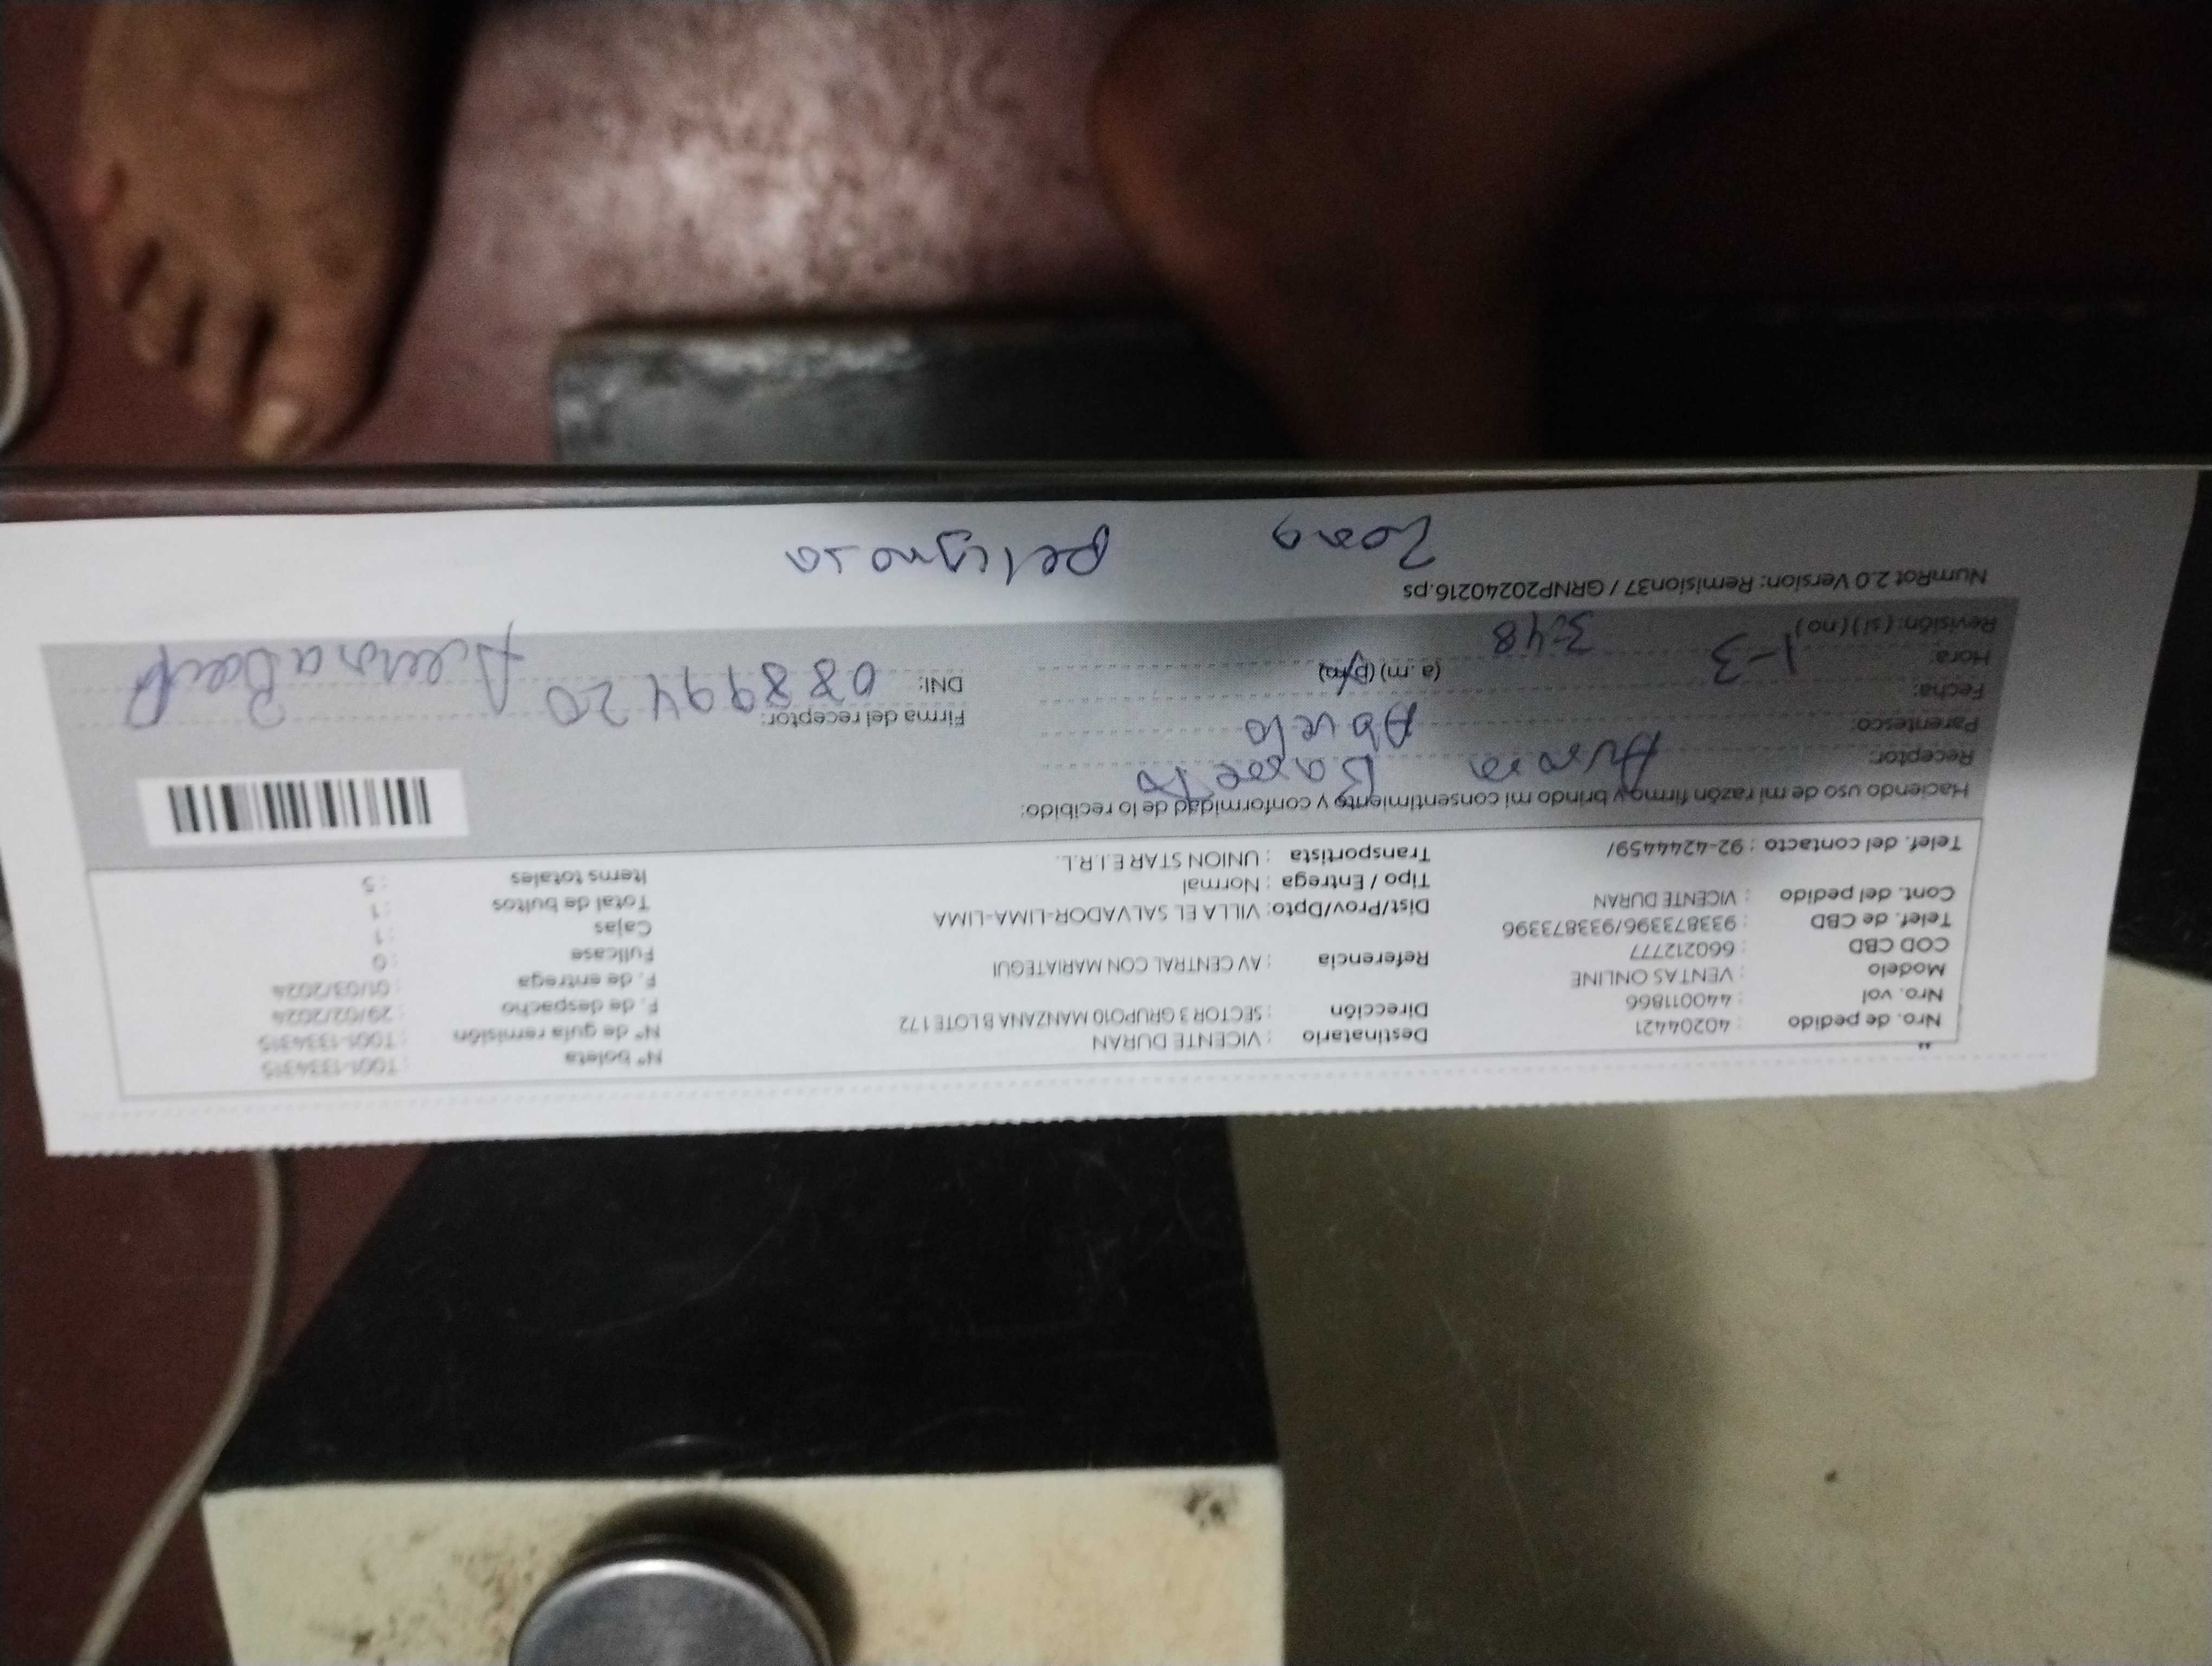 Nro. de pedido : 40204421 Destinatario : VICENTE DURAN N° boleta : T001-1334315
Nro. vol : 440011866 Dirección : SECTOR 3 GRUPO10 MANZANA B LOTE 172 N° de guía remisión : T001-1334315
Modelo : VENTAS ONLINE F. de despacho : 29/02/2024
COD CBD : 660212777 Referencia : AV CENTRAL CON MARIATEGUI F. de entrega : 01/03/2024
Telef. de CBD : 933873396/933873396 Fullcase : 0
Cont. del pedido : VICENTE DURAN Dist/Prov/Dpto: VILLA EL SALVADOR-LIMA-LIMA Cajas : 1
Tipo / Entrega : Normal Total de bultos : 1
Telef. del contacto : 92-4244459/ Transportista : UNION STAR E.I.R.L. Items totales : 5
Haciendo uso de mi razón firmo y brindo mi consentimiento y conformidad de lo recibido:
Receptor: Aurora
Parentesco: Abuela Firma del receptor:
Fecha: 1-3 DNI: 08899420
Hora: 3:48 (a.m) (p/m)
Revisión: (si) (no)
NumRot 2.0 Version: Remision37 / GRNP20240216.ps
Zona peligrosa